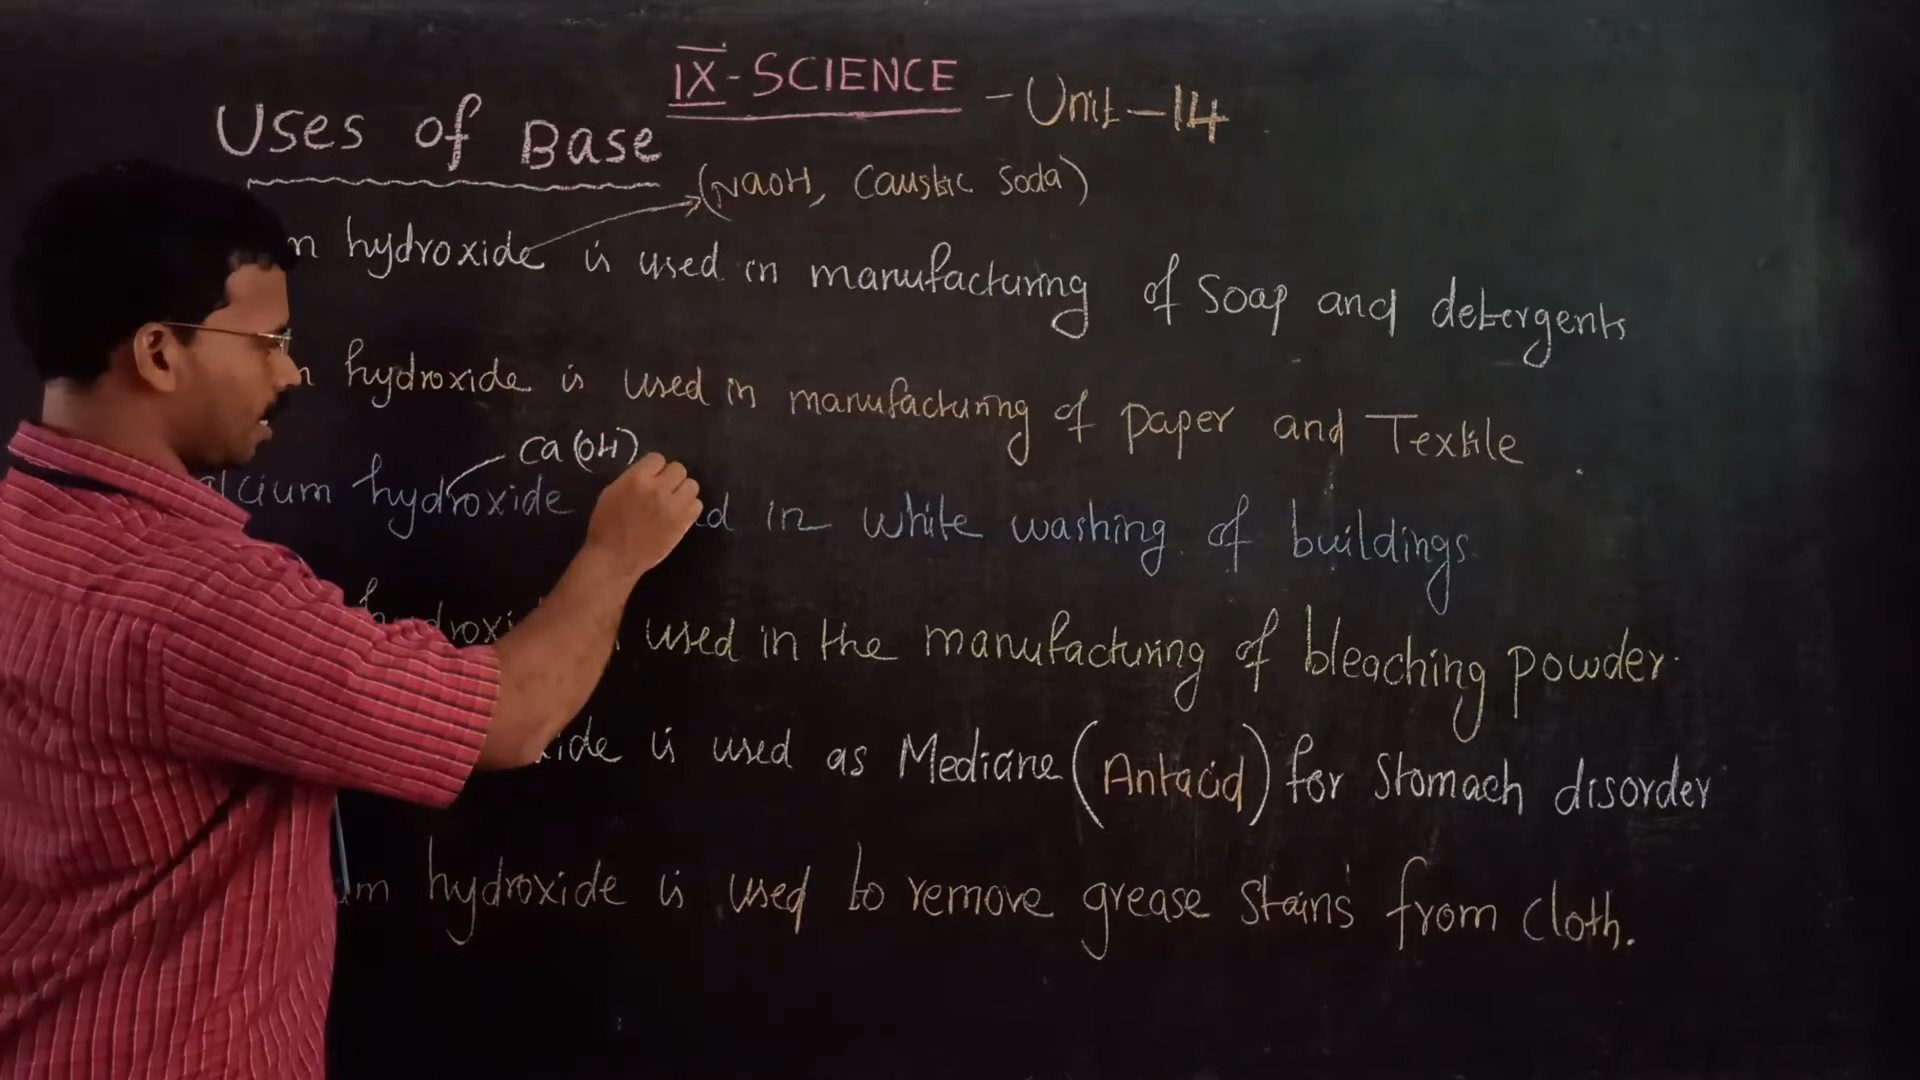 IX-SCIENCE - Unit-14
Uses of Base
(NaOH, Caustic Soda)
hydroxide is used in manufacturing of Soap and detergents
hydroxide is used in manufacturing of paper and Textile
Ca(OH)
lcium hydroxide in white washing of buildings
used in the manufacturing of bleaching powder.
is used as Medicine (Antacid) for Stomach disorder
hydroxide is used to remove grease Stains from cloth.